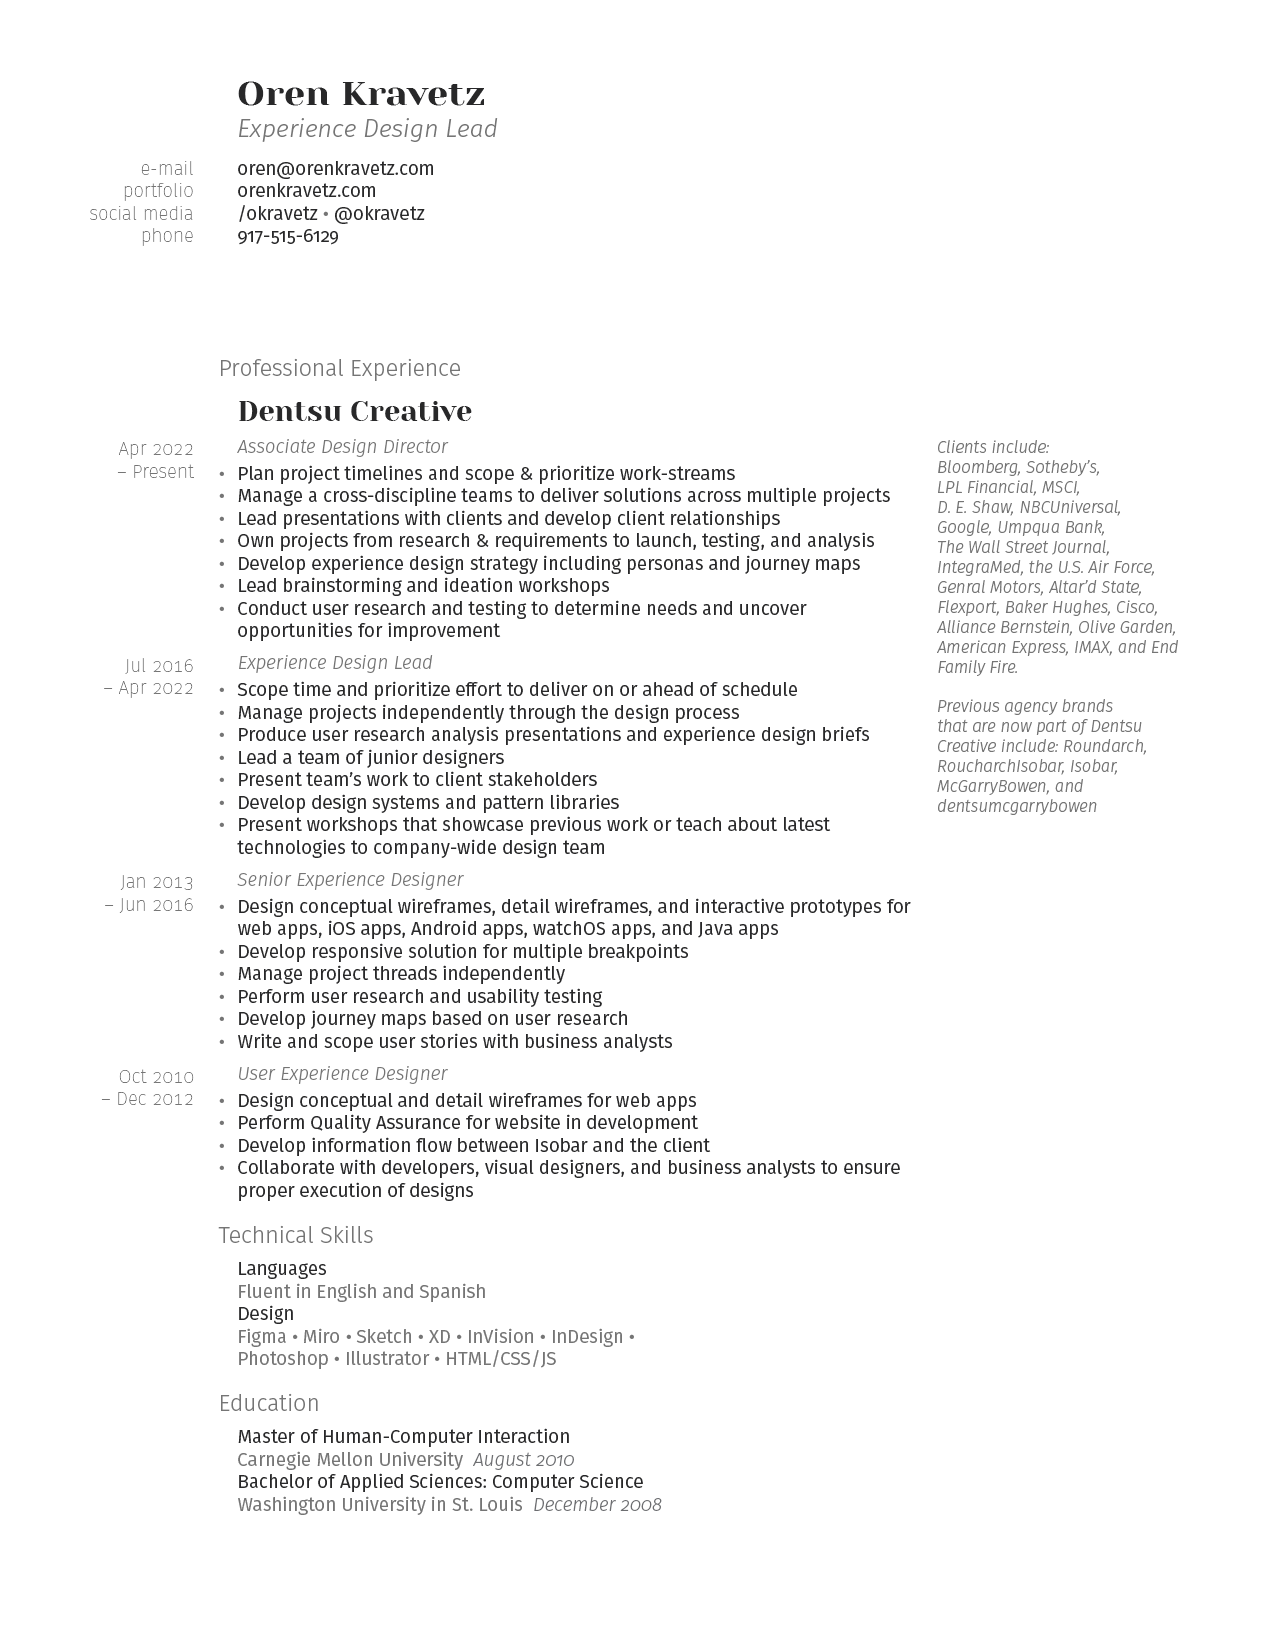 Oren Kravetz
Experience Design Lead
e-mail oren@orenkravetz.com
portfolio orenkravetz.com
social media /okravetz • @okravetz
phone 917-515-6129
Professional Experience
Dentsu Creative
Apr 2022
– Present
Associate Design Director
• Plan project timelines and scope & prioritize work-streams
• Manage a cross-discipline teams to deliver solutions across multiple projects
• Lead presentations with clients and develop client relationships
• Own projects from research & requirements to launch, testing, and analysis
• Develop experience design strategy including personas and journey maps
• Lead brainstorming and ideation workshops
• Conduct user research and testing to determine needs and uncover
opportunities for improvement
Jul 2016
– Apr 2022
Experience Design Lead
• Scope time and prioritize effort to deliver on or ahead of schedule
• Manage projects independently through the design process
• Produce user research analysis presentations and experience design briefs
• Lead a team of junior designers
• Present team’s work to client stakeholders
• Develop design systems and pattern libraries
• Present workshops that showcase previous work or teach about latest
technologies to company-wide design team
Jan 2013
– Jun 2016
Senior Experience Designer
• Design conceptual wireframes, detail wireframes, and interactive prototypes for
web apps, iOS apps, Android apps, watchOS apps, and Java apps
• Develop responsive solution for multiple breakpoints
• Manage project threads independently
• Perform user research and usability testing
• Develop journey maps based on user research
• Write and scope user stories with business analysts
Oct 2010
– Dec 2012
User Experience Designer
• Design conceptual and detail wireframes for web apps
• Perform Quality Assurance for website in development
• Develop information flow between Isobar and the client
• Collaborate with developers, visual designers, and business analysts to ensure
proper execution of designs
Clients include:
Bloomberg, Sotheby’s,
LPL Financial, MSCI,
D. E. Shaw, NBCUniversal,
Google, Umpqua Bank,
The Wall Street Journal,
IntegraMed, the U.S. Air Force,
Genral Motors, Altar’d State,
Flexport, Baker Hughes, Cisco,
Alliance Bernstein, Olive Garden,
American Express, IMAX, and End
Family Fire.
Previous agency brands
that are now part of Dentsu
Creative include: Roundarch,
RoucharchIsobar, Isobar,
McGarryBowen, and
dentsumcgarrybowen
Technical Skills
Languages
Fluent in English and Spanish
Design
Figma • Miro • Sketch • XD • InVision • InDesign •
Photoshop • Illustrator • HTML/CSS/JS
Education
Master of Human-Computer Interaction
Carnegie Mellon University August 2010
Bachelor of Applied Sciences: Computer Science
Washington University in St. Louis December 2008